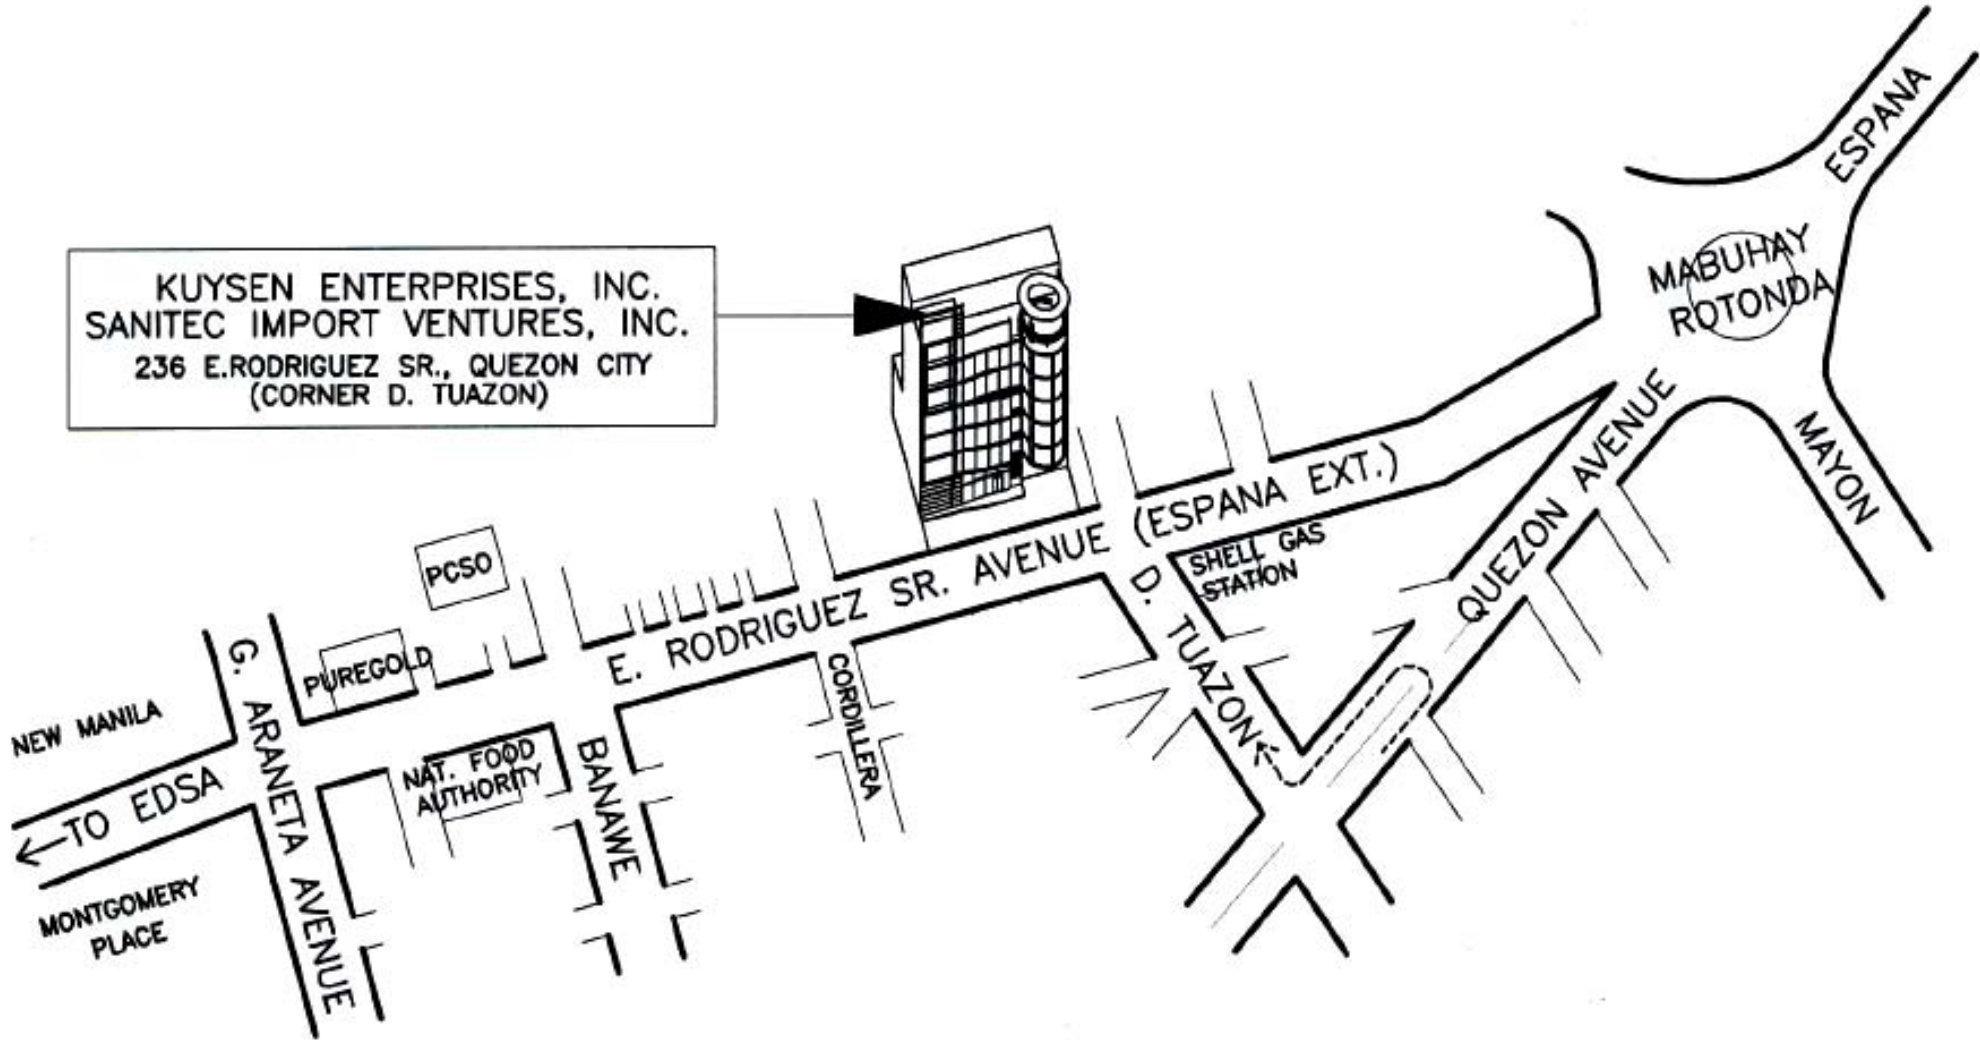 KUYSEN ENTERPRISES, INC.
SANITEC IMPORT VENTURES, INC.
236 E.RODRIGUEZ SR., QUEZON CITY
(CORNER D. TUAZON)
ESPANA
MABUHAY
ROTONDA
MAYON
QUEZON AVENUE
E. RODRIGUEZ SR. AVENUE (ESPANA EXT.)
SHELL GAS
STATION
D. TUAZON
PCSO
PUREGOLD
CORDILLERA
G. ARANETA AVENUE
NEW MANILA
NAT. FOOD
AUTHORITY
BANAWE
TO EDSA
MONTGOMERY
PLACE